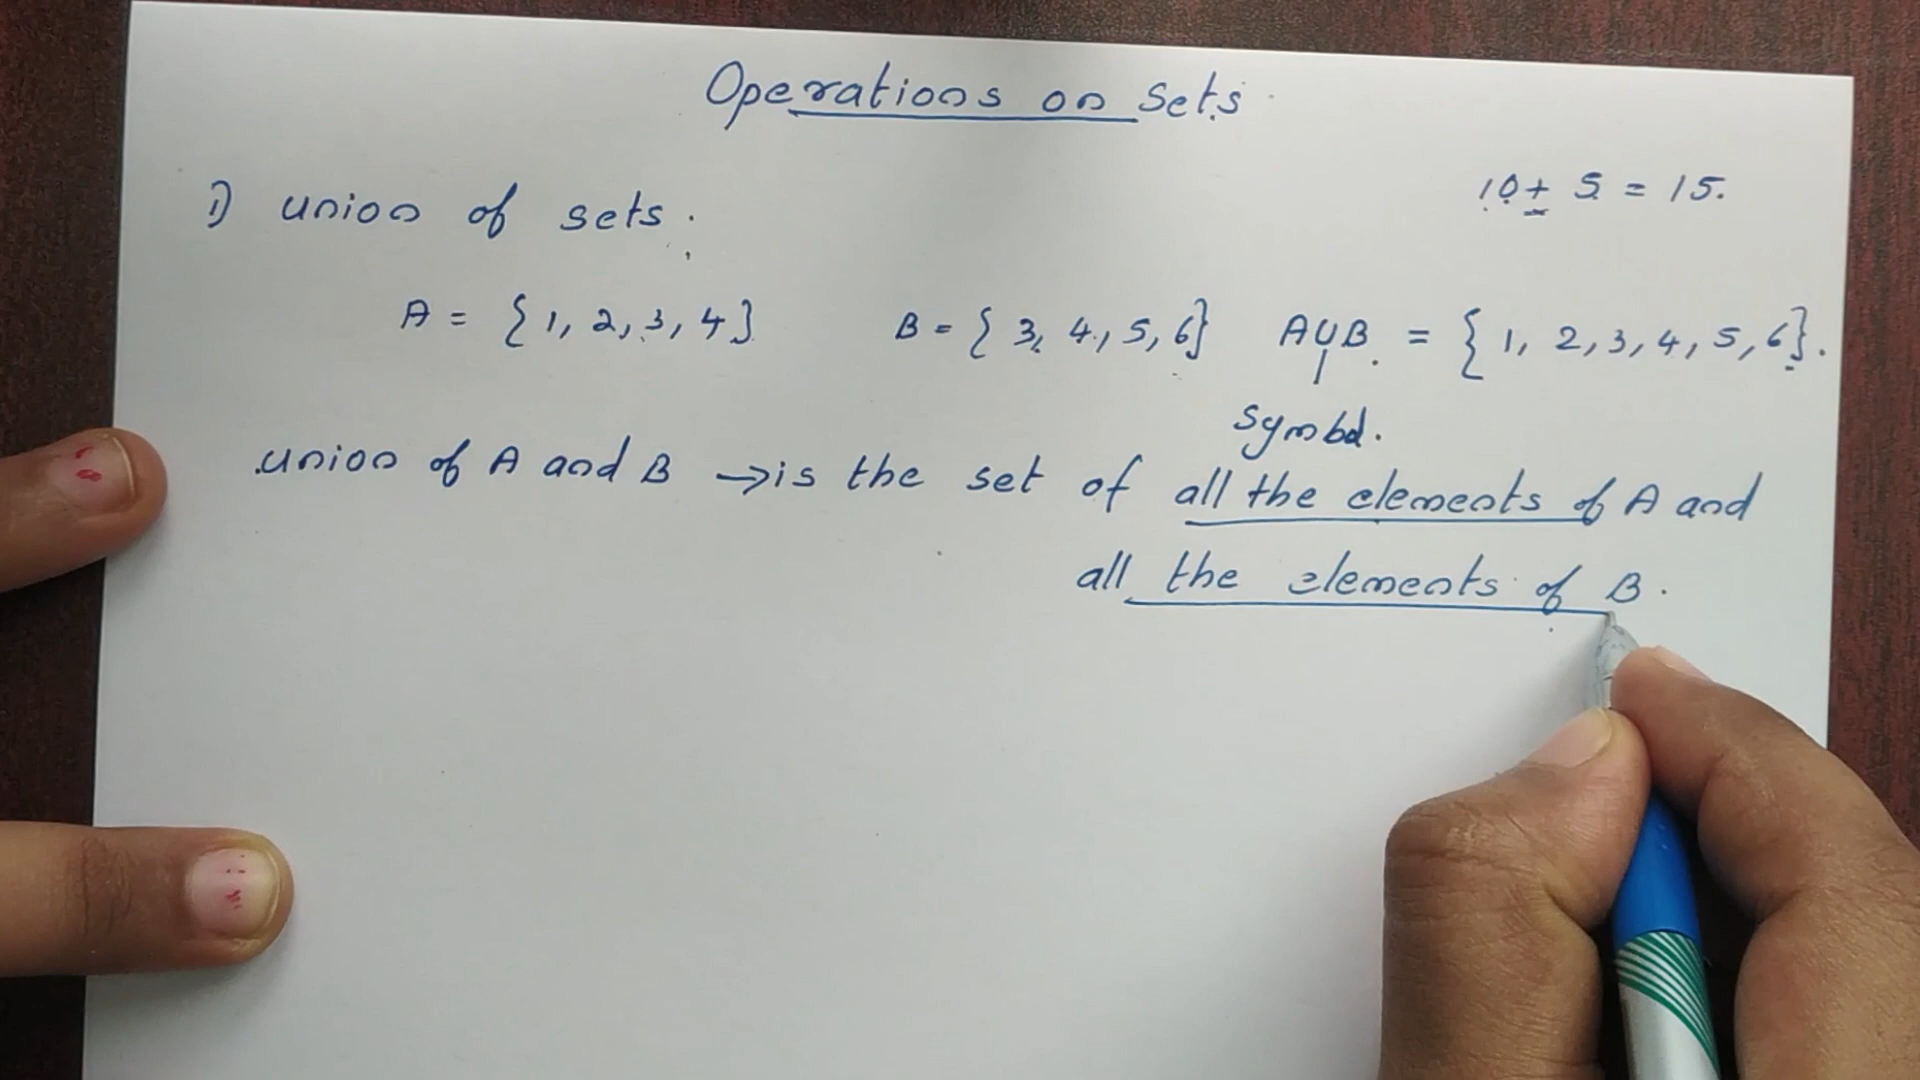 Operations on Sets
10 + 5 = 15.
1) union of sets.
A = {1, 2, 3, 4} B = {3, 4, 5, 6} A∪B = {1, 2, 3, 4, 5, 6}.
Symbol.
union of A and B → is the set of all the elements of A and
all the elements of B.